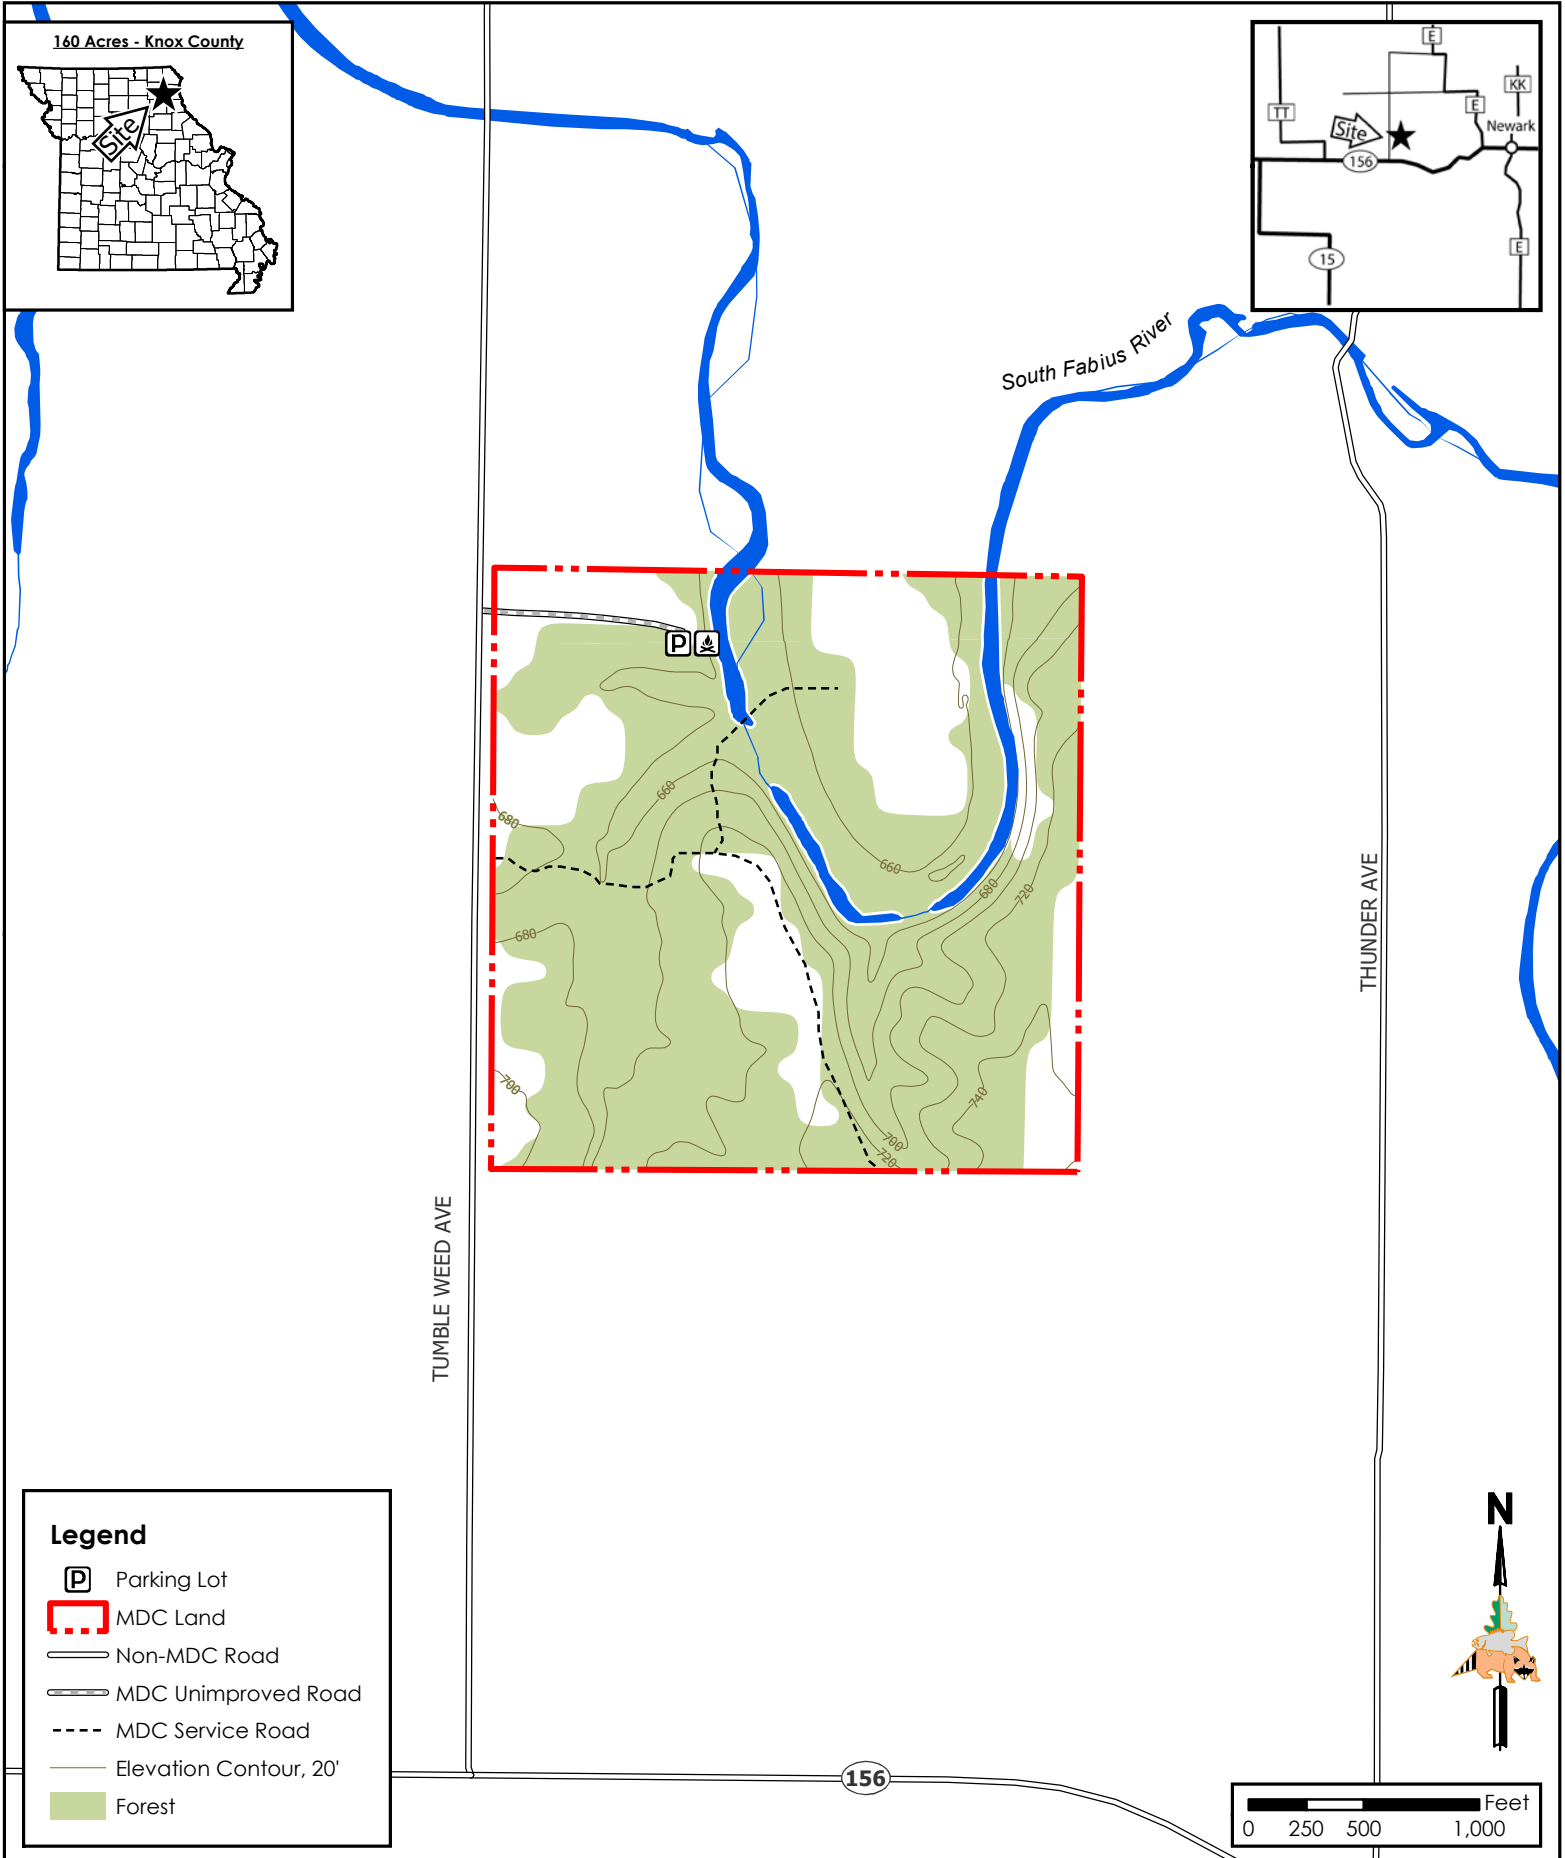 160 Acres - Knox County
Site
E
KK
TT
E
Newark
Site
156
15
E
South Fabius River
P
660
680
660
680
720
680
700
740
700
720
THUNDER AVE
TUMBLE WEED AVE
Legend
P Parking Lot
MDC Land
Non-MDC Road
MDC Unimproved Road
MDC Service Road
Elevation Contour, 20'
Forest
156
N
Feet
0 250 500 1,000